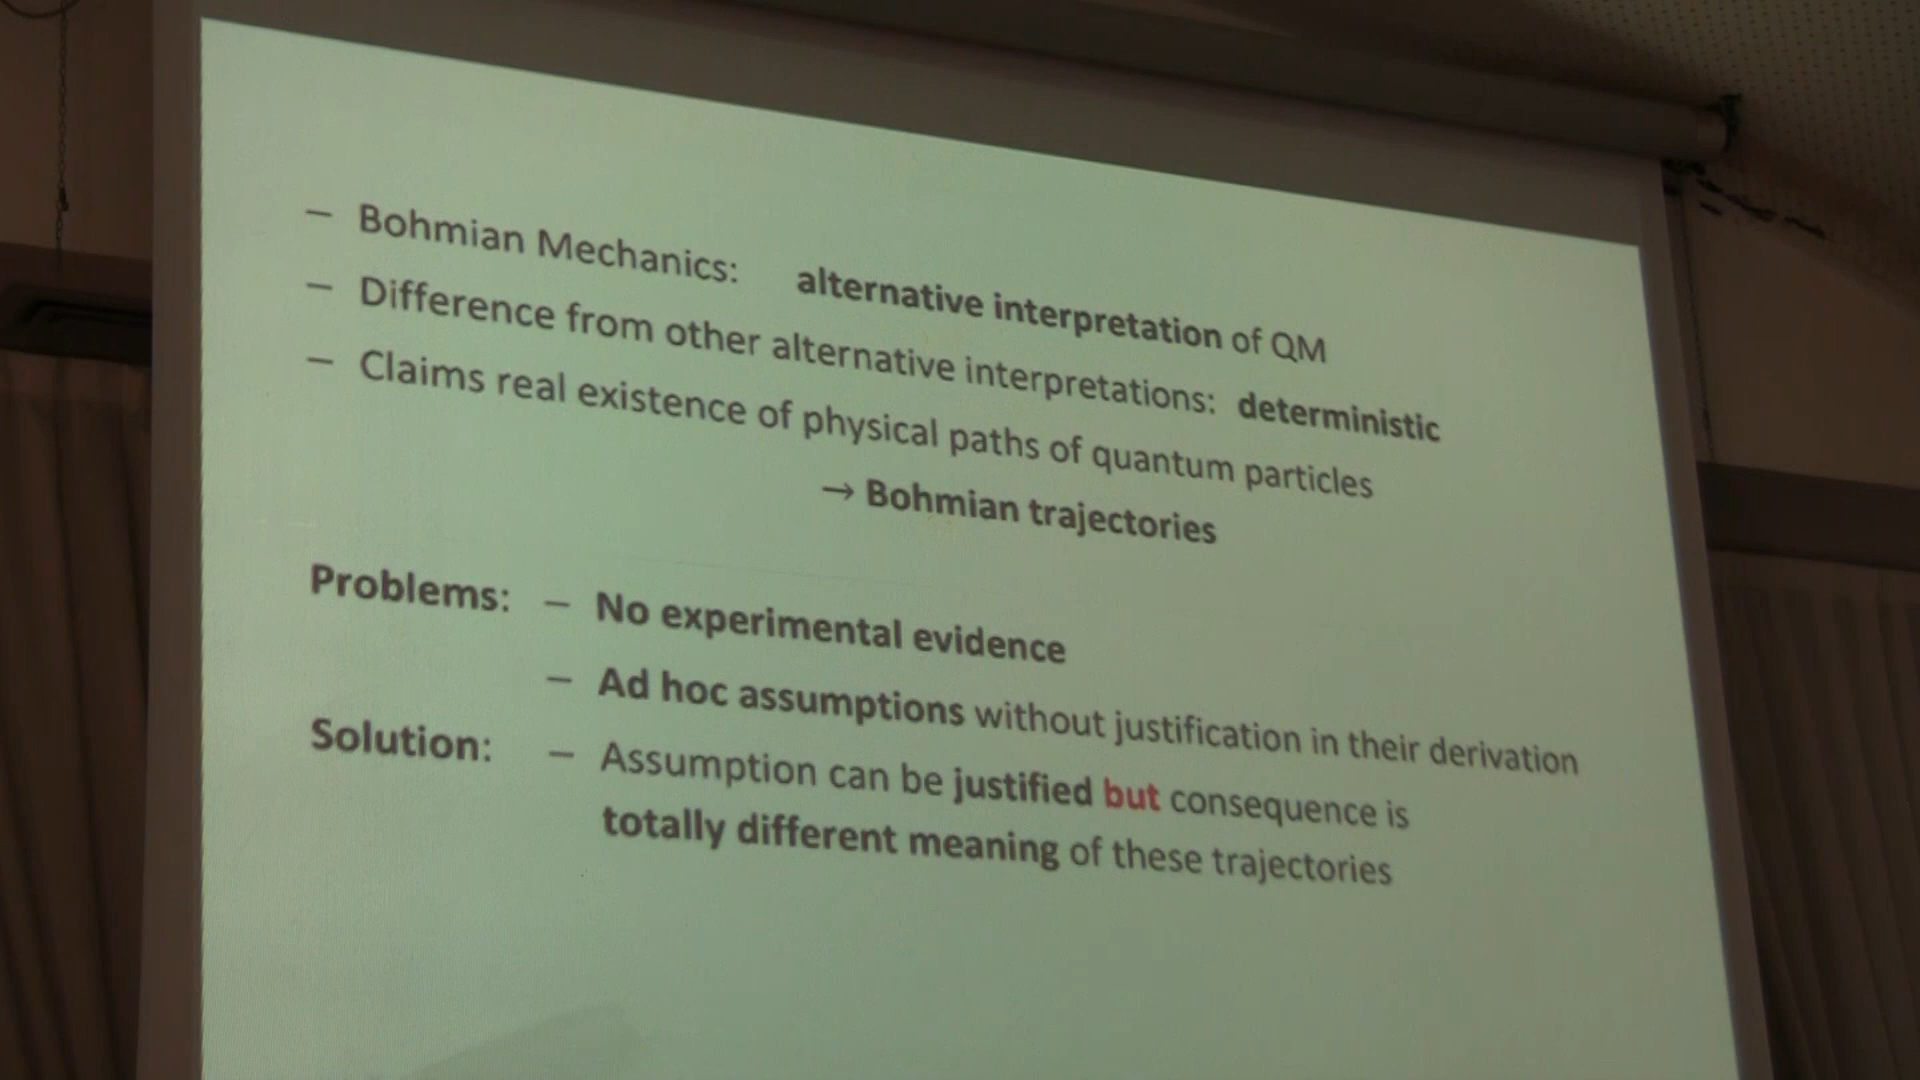 – Bohmian Mechanics: alternative interpretation of QM
– Difference from other alternative interpretations: deterministic
– Claims real existence of physical paths of quantum particles
→ Bohmian trajectories
Problems: – No experimental evidence
– Ad hoc assumptions without justification in their derivation
Solution: – Assumption can be justified but consequence is
totally different meaning of these trajectories